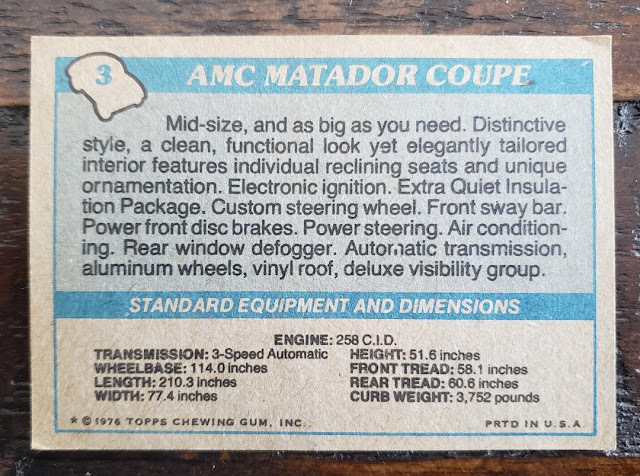 3 AMC MATADOR COUPE
Mid-size, and as big as you need. Distinctive
style, a clean, functional look yet elegantly tailored
interior features individual reclining seats and unique
ornamentation. Electronic ignition. Extra Quiet Insula-
tion Package. Custom steering wheel. Front sway bar.
Power front disc brakes. Power steering. Air condition-
ing. Rear window defogger. Automatic transmission,
aluminum wheels, vinyl roof, deluxe visibility group.
STANDARD EQUIPMENT AND DIMENSIONS
ENGINE: 258 C.I.D.
TRANSMISSION: 3-Speed Automatic
WHEELBASE: 114.0 inches
LENGTH: 210.3 inches
WIDTH: 77.4 inches
HEIGHT: 51.6 inches
FRONT TREAD: 58.1 inches
REAR TREAD: 60.6 inches
CURB WEIGHT: 3,752 pounds
* © 1976 TOPPS CHEWING GUM, INC.
PRTD IN U.S.A.